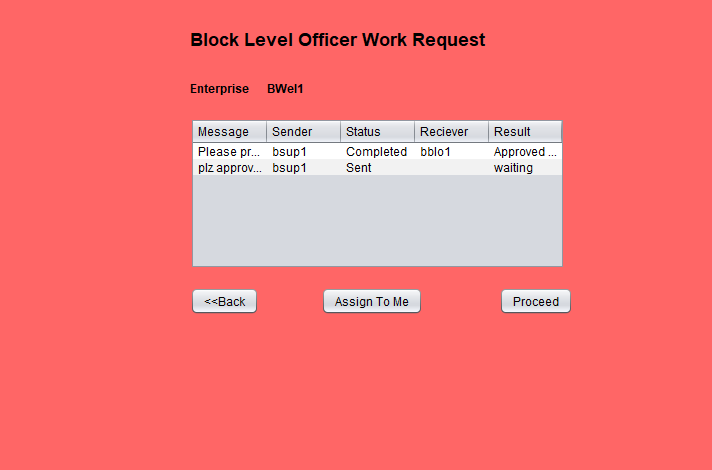 Block Level Officer Work Request
Enterprise BWel1
Message Sender Status Reciever Result
Please pr... bsup1 Completed bblo1 Approved ...
plz approv... bsup1 Sent waiting
<<Back Assign To Me Proceed